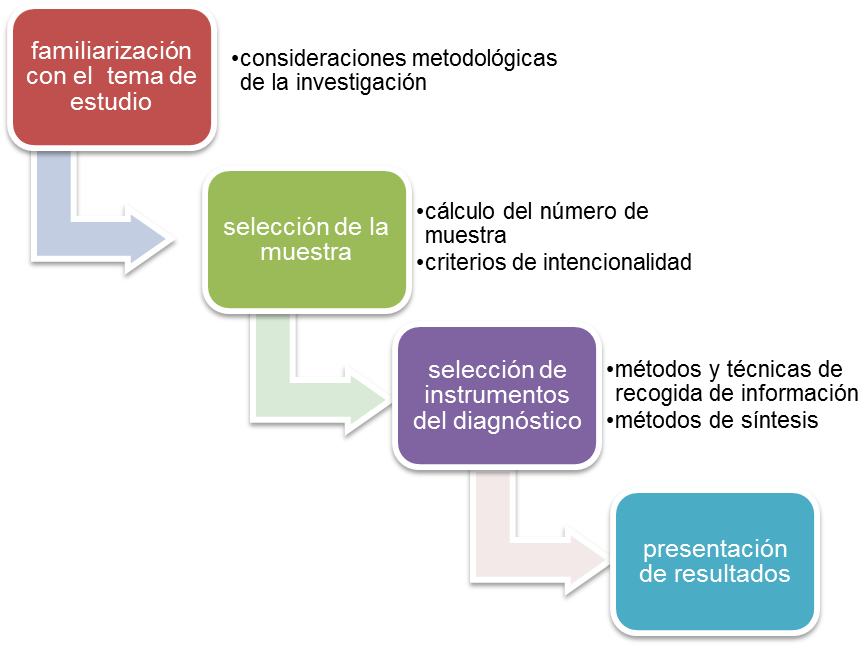 familiarización
con el tema de
estudio
•consideraciones metodológicas
de la investigación
selección de la
muestra
•cálculo del número de
muestra
•criterios de intencionalidad
selección de
instrumentos
del diagnóstico
•métodos y técnicas de
recogida de información
•métodos de síntesis
presentación
de resultados